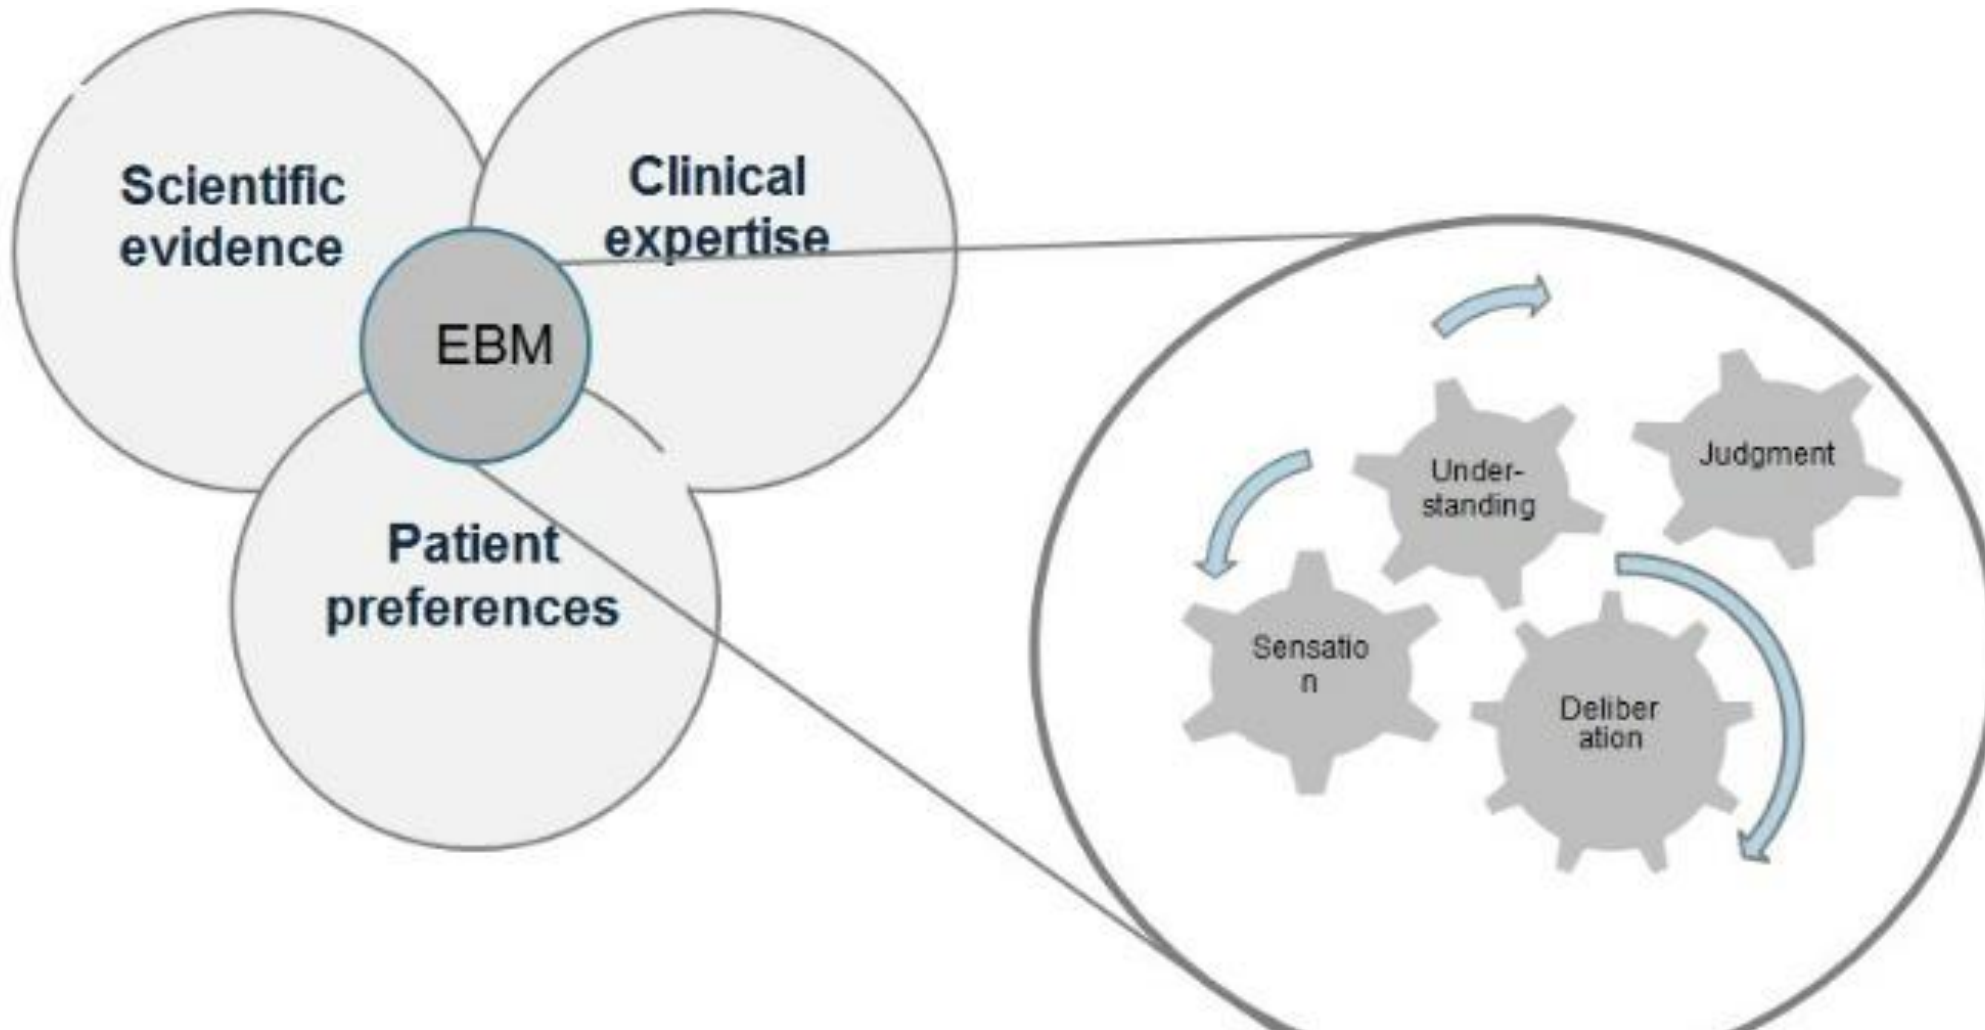 Scientific
evidence
Clinical
expertise
EBM
Patient
preferences
Under-
standing
Judgment
Sensatio
n
Deliber
ation